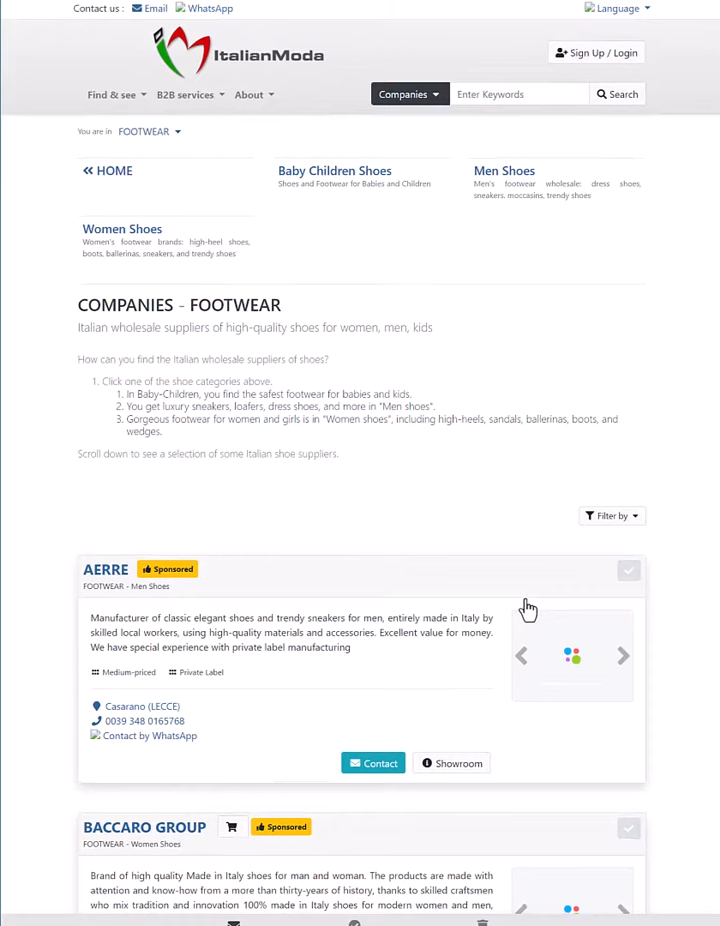 Contact us : Email WhatsApp
Language
ItalianModa
Sign Up / Login
Find & see B2B services About
Companies Enter Keywords Search
You are in FOOTWEAR
HOME
Baby Children Shoes
Shoes and Footwear for Babies and Children
Men Shoes
Men's footwear wholesale: dress shoes,
sneakers, moccasins, trendy shoes
Women Shoes
Women's footwear brands: high-heel shoes,
boots, ballerinas, sneakers, and trendy shoes
COMPANIES - FOOTWEAR
Italian wholesale suppliers of high-quality shoes for women, men, kids
How can you find the Italian wholesale suppliers of shoes?
1. Click one of the shoe categories above.
1. In Baby-Children, you find the safest footwear for babies and kids.
2. You get luxury sneakers, loafers, dress shoes, and more in "Men shoes".
3. Gorgeous footwear for women and girls is in "Women shoes", including high-heels, sandals, ballerinas, boots, and
wedges.
Scroll down to see a selection of some Italian shoe suppliers.
Filter by
AERRE Sponsored
FOOTWEAR - Men Shoes
Manufacturer of classic elegant shoes and trendy sneakers for men, entirely made in Italy by
skilled local workers, using high-quality materials and accessories. Excellent value for money.
We have special experience with private label manufacturing
Medium-priced Private Label
Casarano (LECCE)
0039 348 0165768
Contact by WhatsApp
Contact Showroom
BACCARO GROUP Sponsored
FOOTWEAR - Women Shoes
Brand of high quality Made in Italy shoes for man and woman. The products are made with
attention and know-how from a more than thirty-years of history, thanks to skilled craftsmen
who mix tradition and innovation 100% made in Italy shoes for modern women and men,